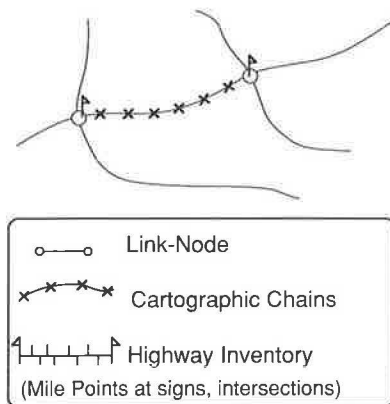 Link-Node
Cartographic Chains
Highway Inventory
(Mile Points at signs, intersections)